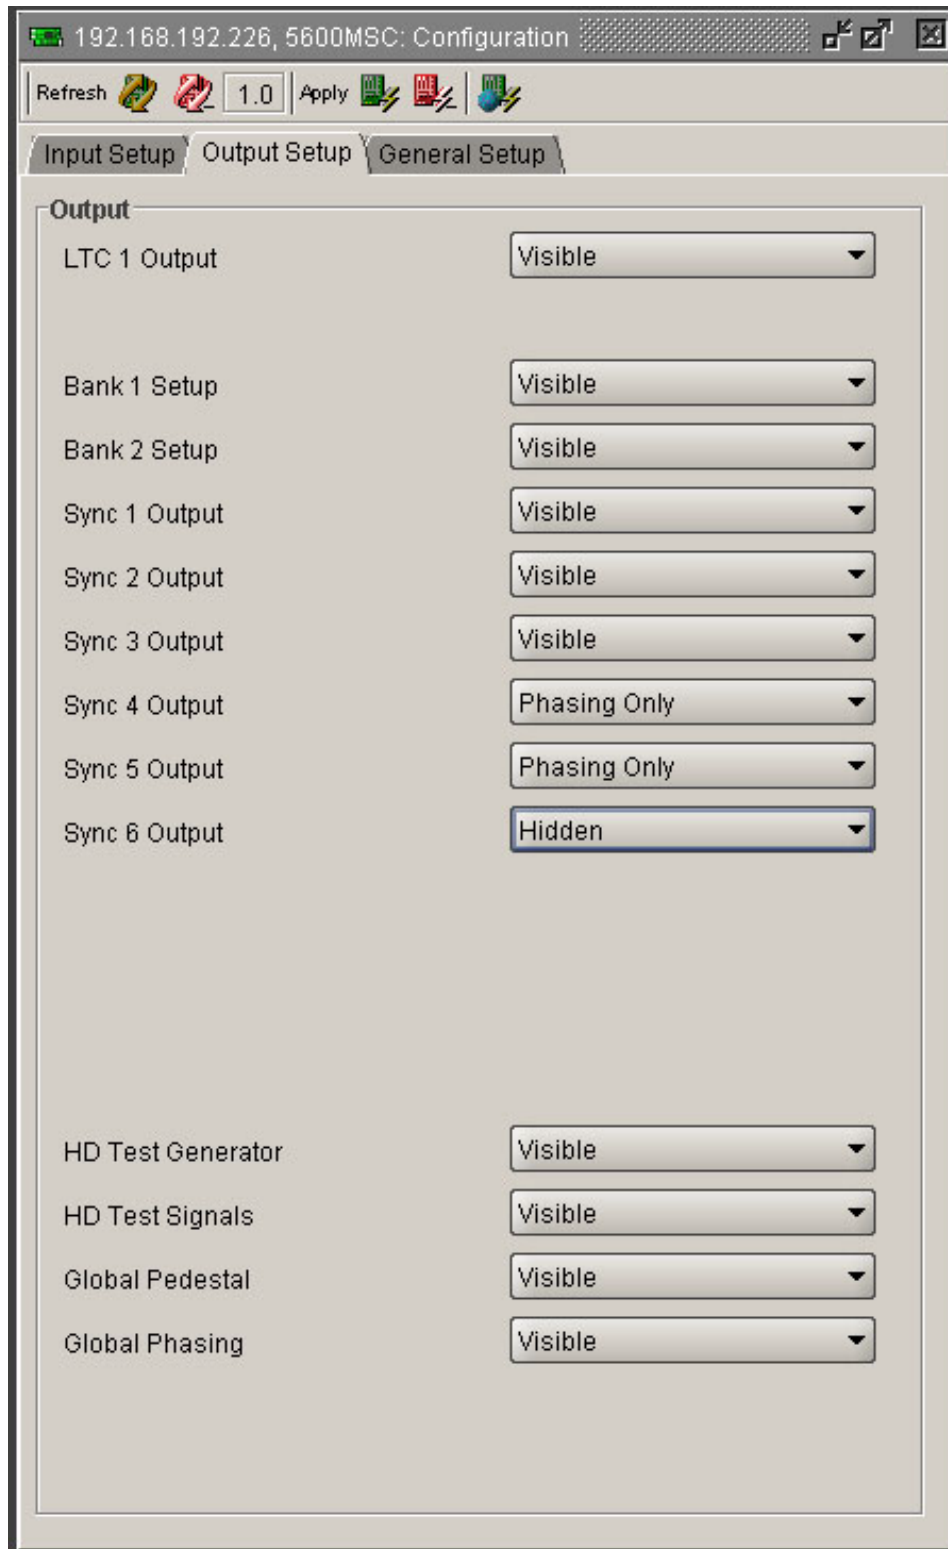 192.168.192.226, 5600MSC: Configuration
Refresh 1.0 Apply
Input Setup Output Setup General Setup
Output
LTC 1 Output Visible
Bank 1 Setup Visible
Bank 2 Setup Visible
Sync 1 Output Visible
Sync 2 Output Visible
Sync 3 Output Visible
Sync 4 Output Phasing Only
Sync 5 Output Phasing Only
Sync 6 Output Hidden
HD Test Generator Visible
HD Test Signals Visible
Global Pedestal Visible
Global Phasing Visible